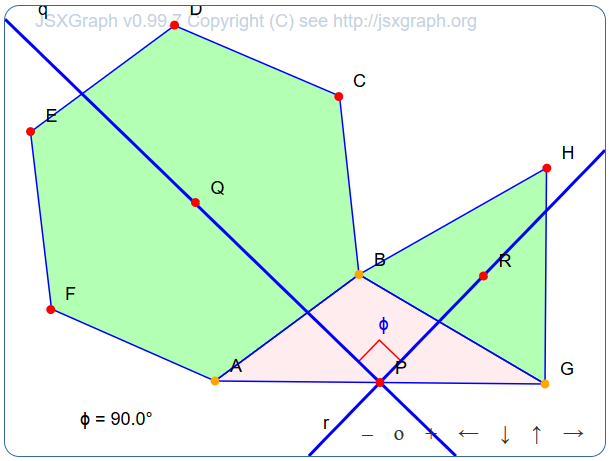 q
D
JSXGraph v0.99.7 Copyright (C) see http://jsxgraph.org
C
E
H
Q
B
R
F
ϕ
A
P
G
ϕ = 90.0°
r
– o + ← ↓ ↑ →